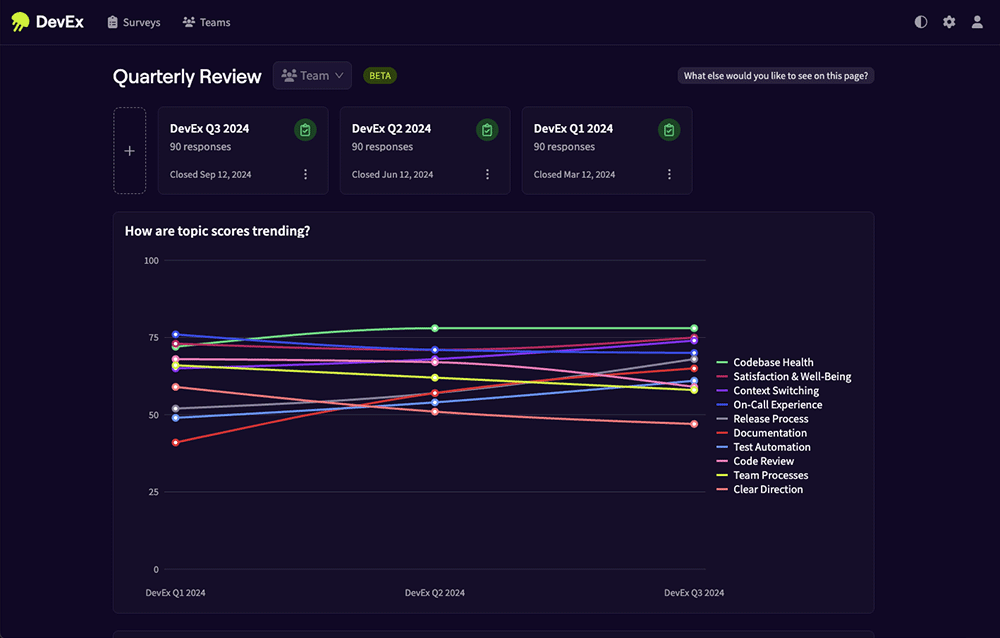 DevEx
Surveys
Teams
Quarterly Review
Team
BETA
What else would you like to see on this page?
+
DevEx Q3 2024
90 responses
Closed Sep 12, 2024
DevEx Q2 2024
90 responses
Closed Jun 12, 2024
DevEx Q1 2024
90 responses
Closed Mar 12, 2024
How are topic scores trending?
100
75
50
25
0
DevEx Q1 2024
DevEx Q2 2024
DevEx Q3 2024
Codebase Health
Satisfaction & Well-Being
Context Switching
On-Call Experience
Release Process
Documentation
Test Automation
Code Review
Team Processes
Clear Direction